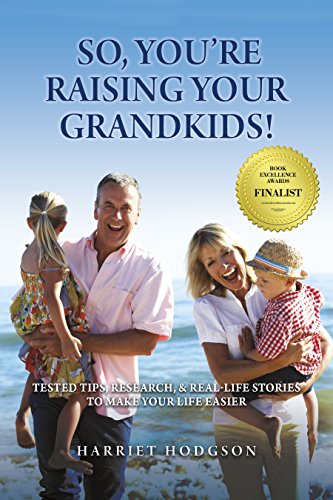 SO, YOU'RE
RAISING YOUR
GRANDKIDS!
BOOK
EXCELLENCE
AWARDS
FINALIST
TESTED TIPS, RESEARCH, & REAL-LIFE STORIES
TO MAKE YOUR LIFE EASIER
HARRIET HODGSON